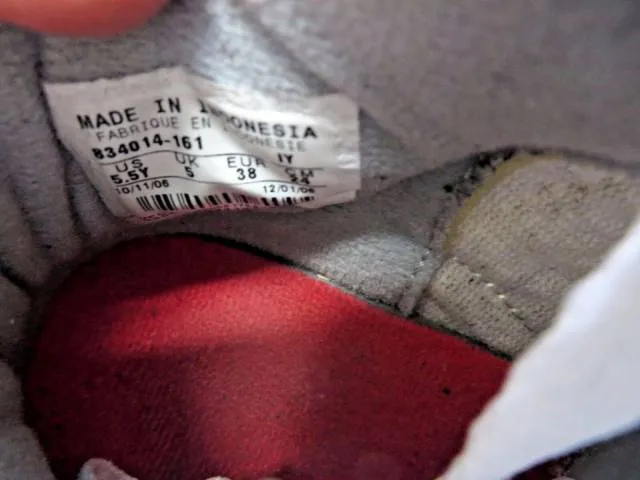 MADE IN INDONESIA
FABRIQUE EN INDONESIE
834014-161 IY
US UK EUR CM
5.5Y 5 38 24
10/11/06 12/01/06